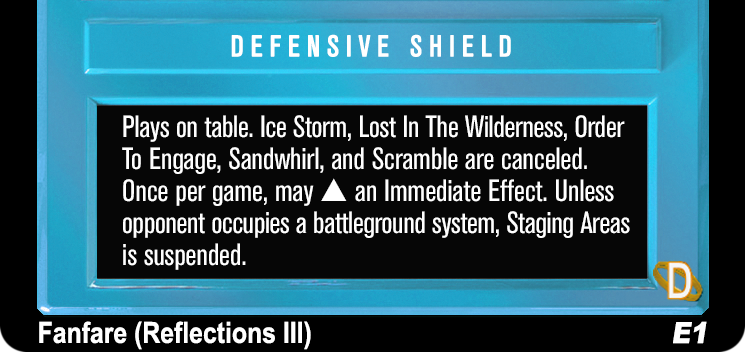 DEFENSIVE SHIELD
Plays on table. Ice Storm, Lost In The Wilderness, Order
To Engage, Sandwhirl, and Scramble are canceled.
Once per game, may ▲ an Immediate Effect. Unless
opponent occupies a battleground system, Staging Areas
is suspended.
D
Fanfare (Reflections III) E1